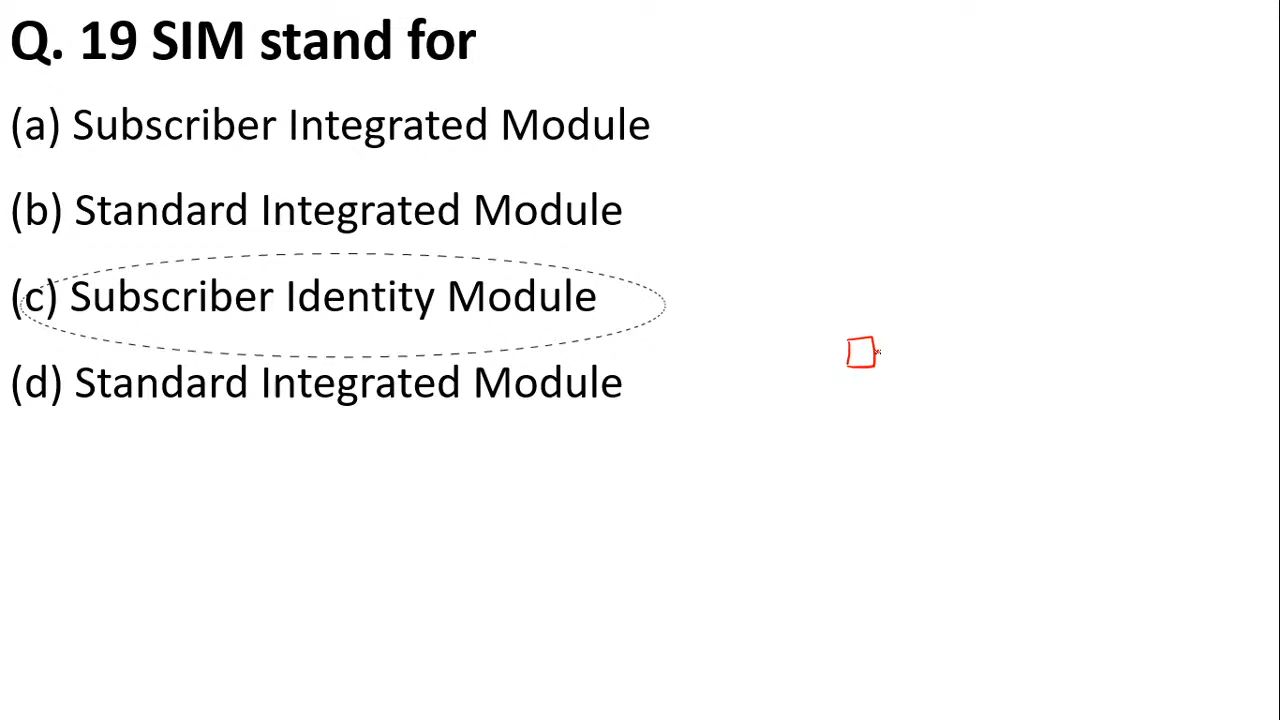 Q. 19 SIM stand for
(a) Subscriber Integrated Module
(b) Standard Integrated Module
(c) Subscriber Identity Module
(d) Standard Integrated Module